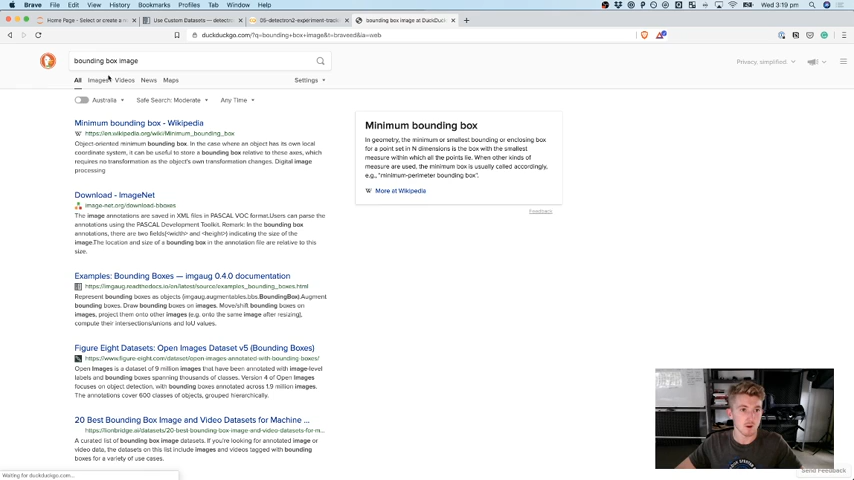 Brave File Edit View History Bookmarks Profiles Tab Window Help
Wed 3:19 pm
Home Page - Select or create a n
Use Custom Datasets — detectro
05-detectron2-experiment-track
bounding box image at DuckDuc
duckduckgo.com/?q=bounding+box+image&t=braveed&ia=web
bounding box image
Privacy, simplified.
All Images Videos News Maps Settings
Australia Safe Search: Moderate Any Time
Minimum bounding box - Wikipedia
https://en.wikipedia.org/wiki/Minimum_bounding_box
Object-oriented minimum bounding box. In the case where an object has its own local
coordinate system, it can be useful to store a bounding box relative to these axes, which
requires no transformation as the object's own transformation changes. Digital image
processing
Download - ImageNet
image-net.org/download-bboxes
The image annotations are saved in XML files in PASCAL VOC format.Users can parse the
annotations using the PASCAL Development Toolkit. Remark: In the bounding box
annotations, there are two fields(<width> and <height>) indicating the size of the
image.The location and size of a bounding box in the annotation file are relative to this
size.
Examples: Bounding Boxes — imgaug 0.4.0 documentation
https://imgaug.readthedocs.io/en/latest/source/examples_bounding_boxes.html
Represent bounding boxes as objects (imgaug.augmentables.bbs.BoundingBox).Augment
bounding boxes. Draw bounding boxes on images. Move/shift bounding boxes on
images, project them onto other images (e.g. onto the same image after resizing),
compute their intersections/unions and IoU values.
Figure Eight Datasets: Open Images Dataset v5 (Bounding Boxes)
https://www.figure-eight.com/dataset/open-images-annotated-with-bounding-boxes/
Open Images is a dataset of 9 million images that have been annotated with image-level
labels and bounding boxes spanning thousands of classes. Version 4 of Open Images
focuses on object detection, with bounding boxes annotated across 1.9 million images.
The annotations cover 600 classes of objects, grouped hierarchically.
20 Best Bounding Box Image and Video Datasets for Machine ...
https://lionbridge.ai/datasets/20-best-bounding-box-image-and-video-datasets-for-m...
A curated list of bounding box image datasets. If you're looking for annotated image or
video data, the datasets on this list include images and videos tagged with bounding
boxes for a variety of use cases.
Minimum bounding box
In geometry, the minimum or smallest bounding or enclosing box
for a point set in N dimensions is the box with the smallest
measure within which all the points lie. When other kinds of
measure are used, the minimum box is usually called accordingly,
e.g., "minimum-perimeter bounding box".
More at Wikipedia
Feedback
Waiting for duckduckgo.com...
Send Feedback